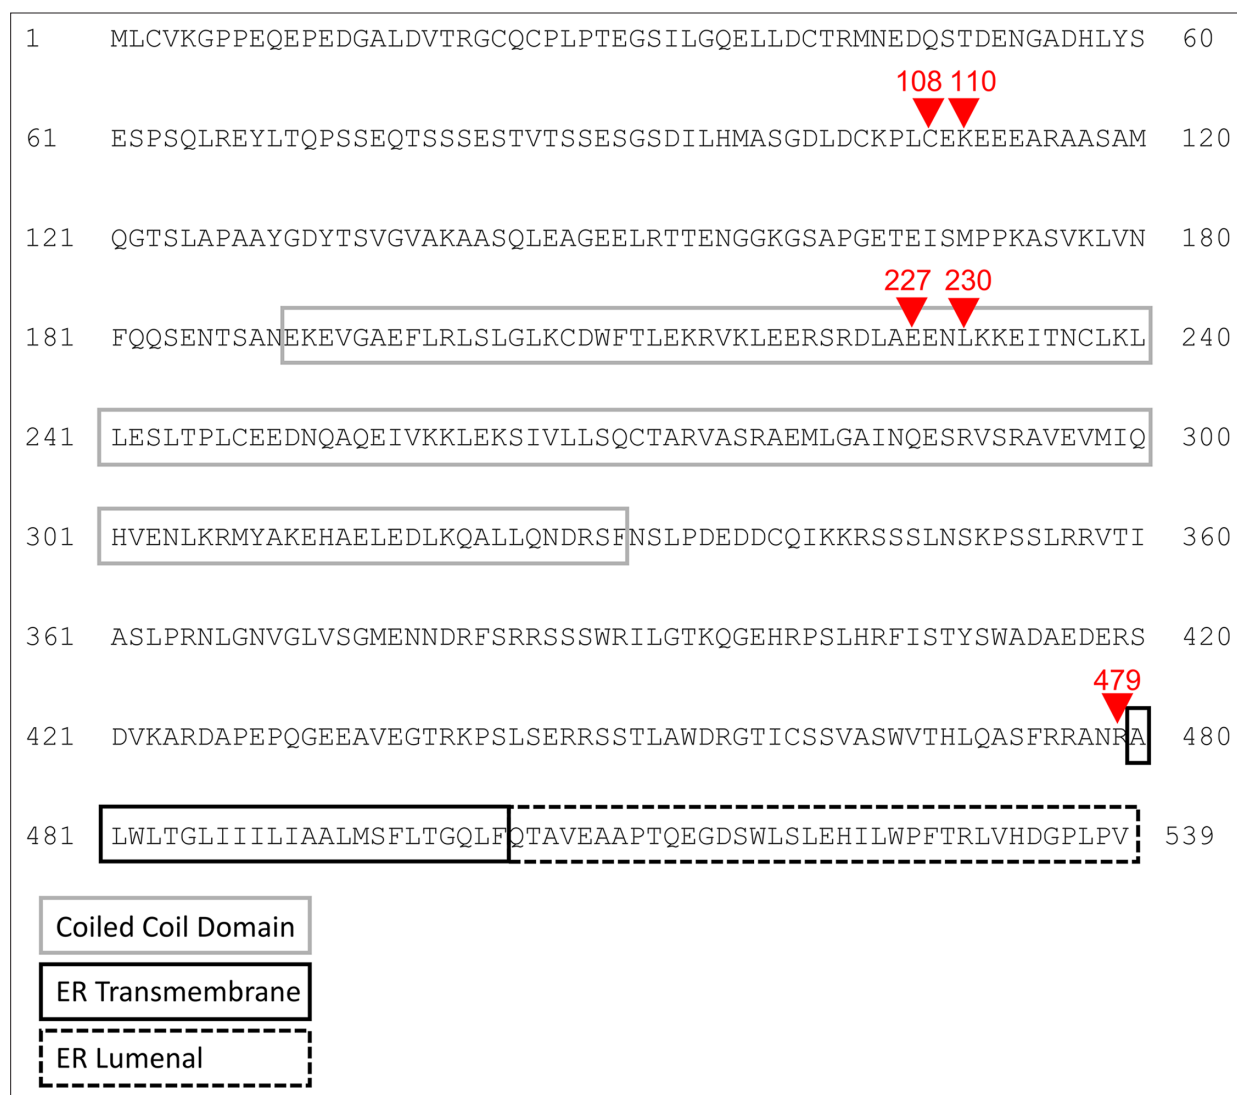 1 MLCVKGPPEQEPEDGALDVTRGCQCPLPTEGSILGQELLDCTRMNEDQSTDENGADHLYS 60
108 110
61 ESPSQLREYLTQPSSEQTSSSESTVTSSESGSDILHMASGDLDCKPLCEKEEEARAASAM 120
121 QGTSLAPAAYGDYTSVGVAKAASQLEAGEELRTTENGGKGSAPGETEISMPPKASVKLVN 180
227 230
181 FQQSENTSANEKEVGAEFLRLSLGLKCDWFTLEKRVKLEERSRDLAEENLKKEITNCLKL 240
241 LESLTPLCEEDNQAQEIVKKLEKSIVLLSQCTARVASRAEMLGAINQESRVSRAVEVMIQ 300
301 HVENLKRMYAKEHAELEDLKQALLQNDRSFNSLPDEDDCQIKKRSSSLNSKPSSLRRVTI 360
361 ASLPRNLGNVGLVSGMENNDRFSRRSSSWRILGTKQGEHRPSLHRFISTYSWADAEDERS 420
479
421 DVKARDAPEPQGEEAVEGTRKPSLSERRSSTLAWDRGTICSSVASWVTHLQASFRRANRA 480
481 LWLTGLIIILIAALMSFLTGQLFQTAVEAAPTQEGDSWLSLEHILWPFTRLVHDGPLPV 539
Coiled Coil Domain
ER Transmembrane
ER Lumenal